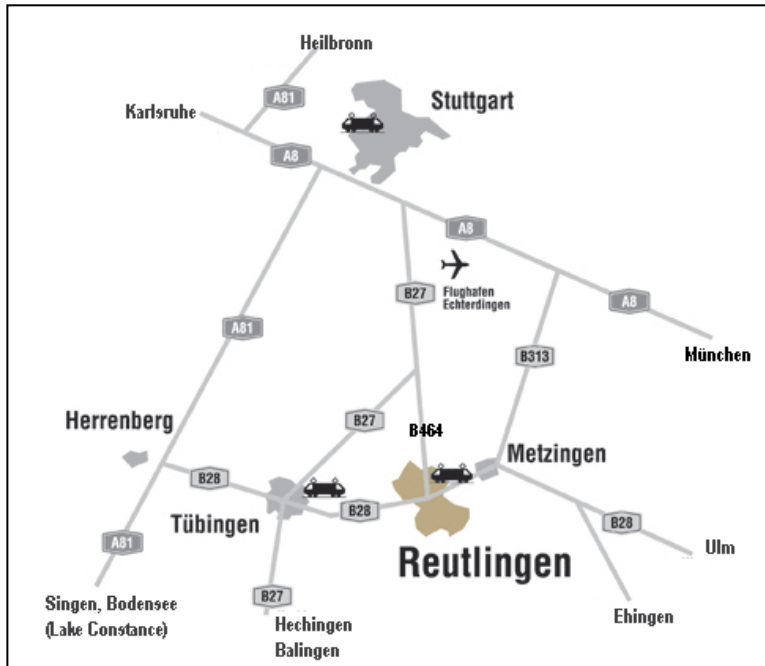 Heilbronn
A81
Stuttgart
Karlsruhe
A8
A8
B27
Flughafen
Echterdingen
A8
A81
München
B313
Herrenberg
B27
B464
Metzingen
B28
Tübingen
B28
B28
Ulm
A81
Reutlingen
Singen, Bodensee
(Lake Constance)
B27
Hechingen
Balingen
Ehingen